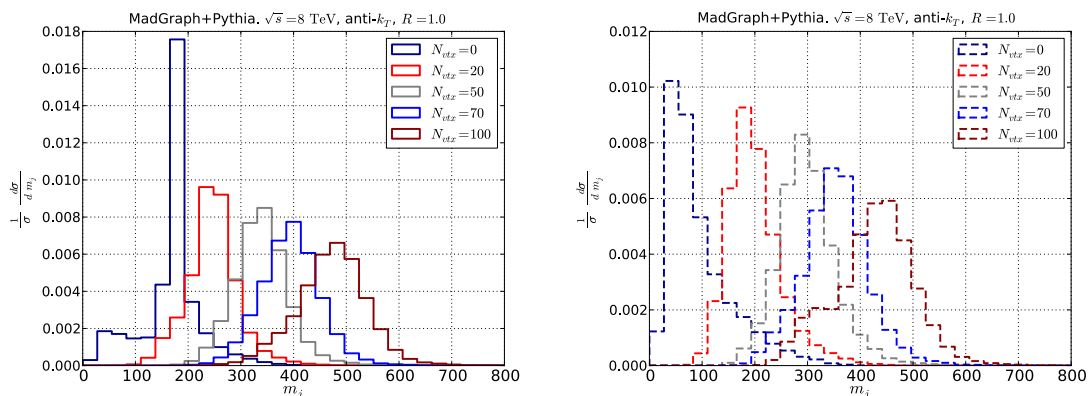 MadGraph+Pythia. √s=8 TeV, anti-k_T, R=1.0
0.018
0.016
0.014
0.012
0.010
0.008
0.006
0.004
0.002
0.000
1/σ dσ/d m_j
N_vtx=0
N_vtx=20
N_vtx=50
N_vtx=70
N_vtx=100
0 100 200 300 400 500 600 700 800
m_j
MadGraph+Pythia. √s=8 TeV, anti-k_T, R=1.0
0.012
0.010
0.008
0.006
0.004
0.002
0.000
1/σ dσ/d m_j
N_vtx=0
N_vtx=20
N_vtx=50
N_vtx=70
N_vtx=100
0 100 200 300 400 500 600 700 800
m_j